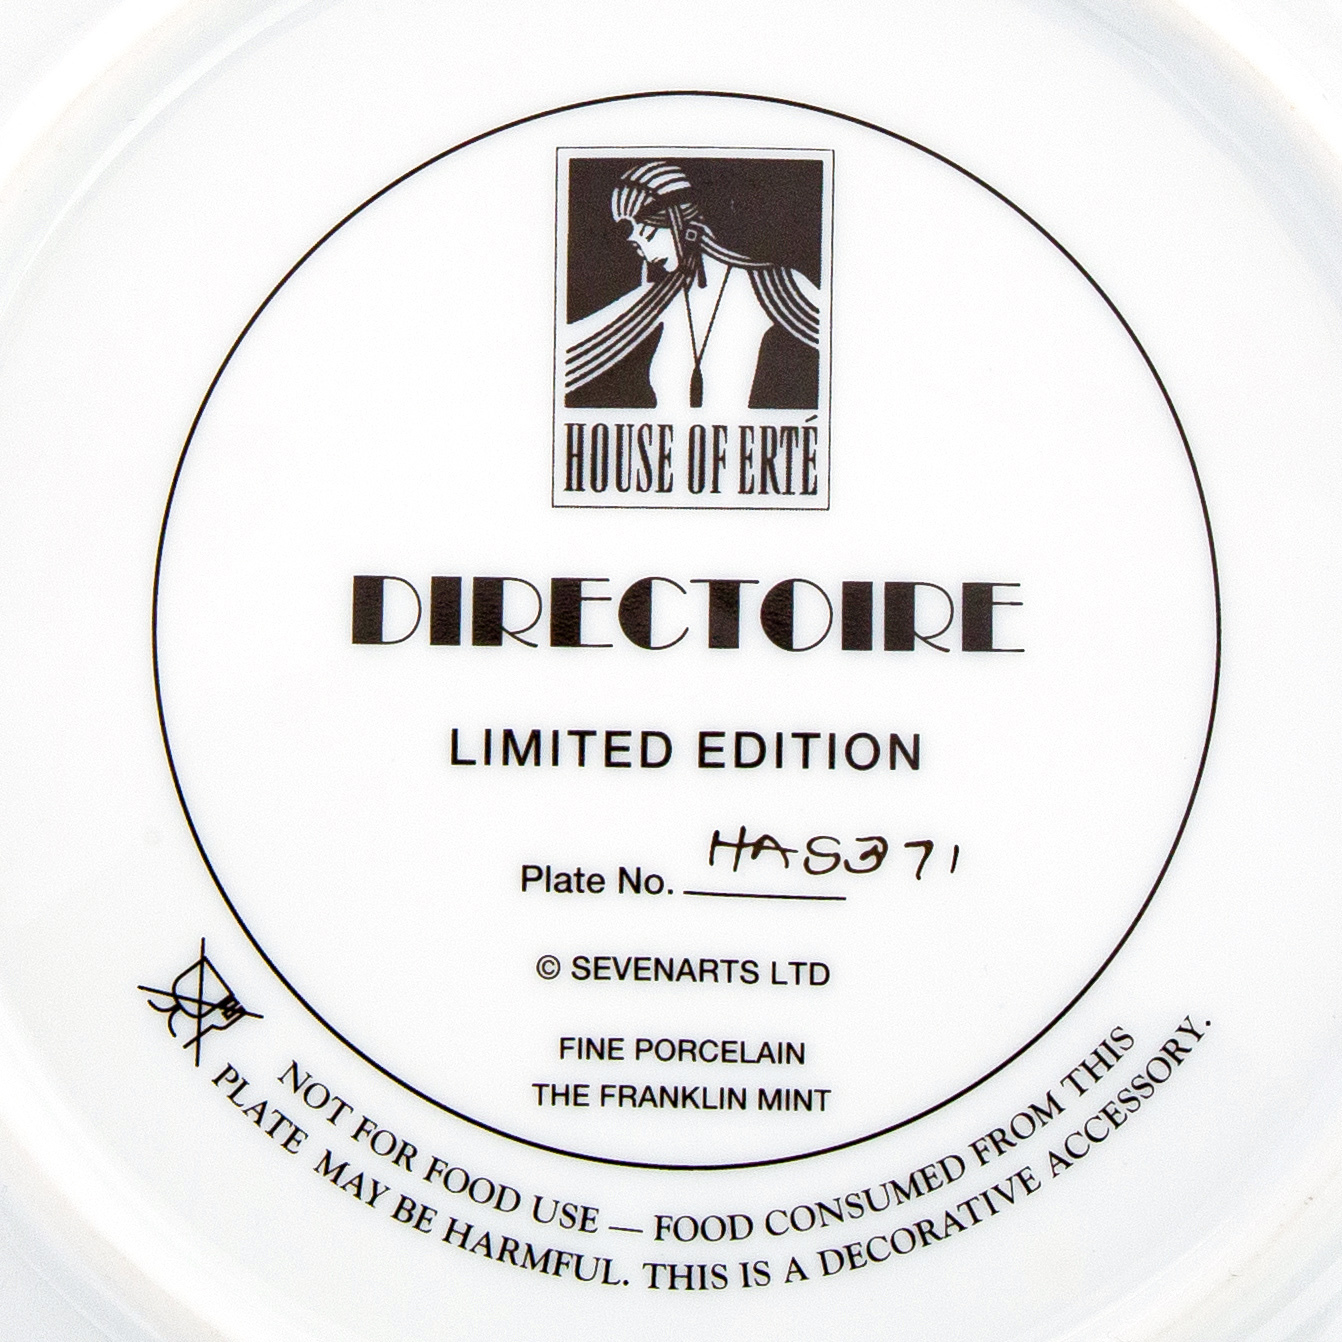 HOUSE OF ERTÉ
DIRECTOIRE
LIMITED EDITION
Plate No. HAS371
© SEVENARTS LTD
FINE PORCELAIN
THE FRANKLIN MINT
NOT FOR FOOD USE — FOOD CONSUMED FROM THIS
PLATE MAY BE HARMFUL. THIS IS A DECORATIVE ACCESSORY.